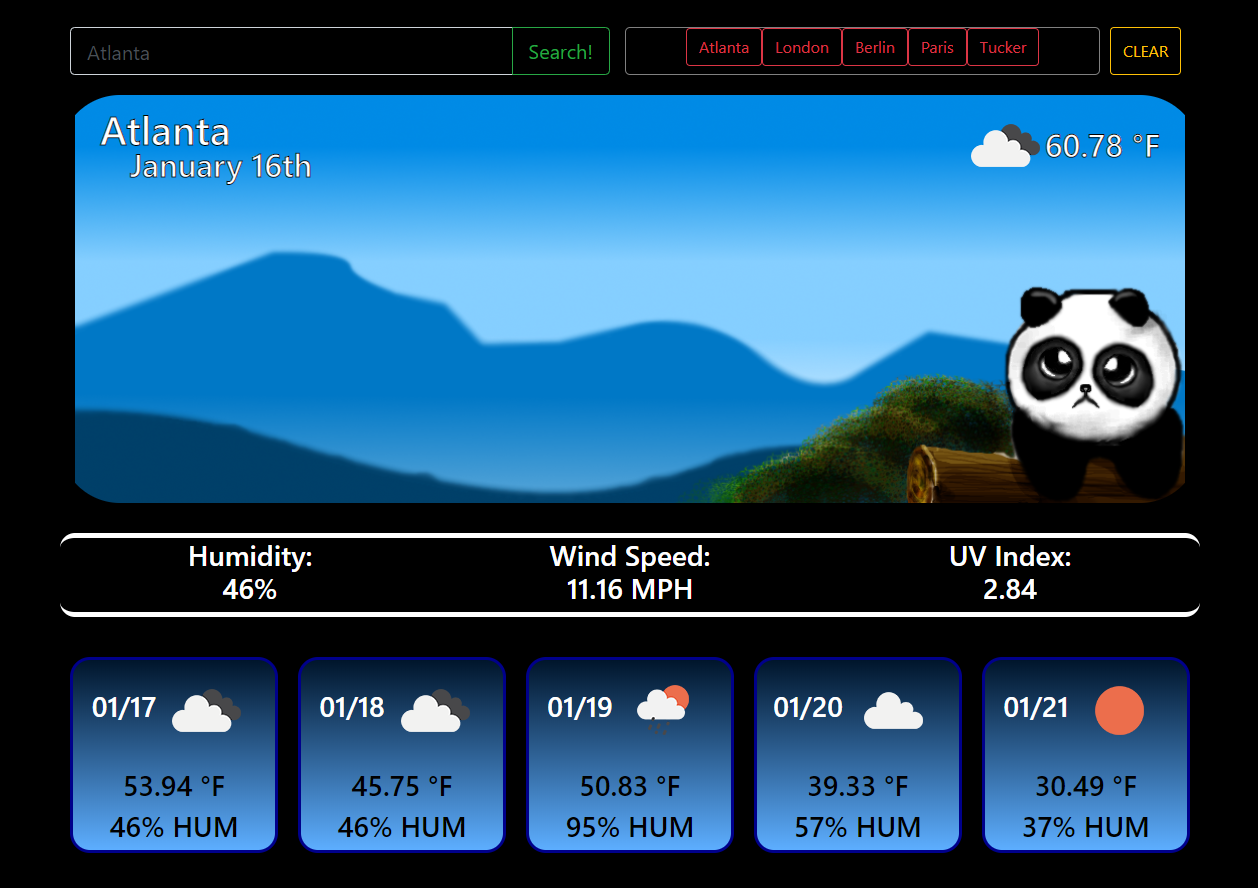 Atlanta
Search!
Atlanta
London
Berlin
Paris
Tucker
CLEAR
Atlanta
January 16th
60.78 °F
Humidity:
46%
Wind Speed:
11.16 MPH
UV Index:
2.84
01/17
53.94 °F
46% HUM
01/18
45.75 °F
46% HUM
01/19
50.83 °F
95% HUM
01/20
39.33 °F
57% HUM
01/21
30.49 °F
37% HUM